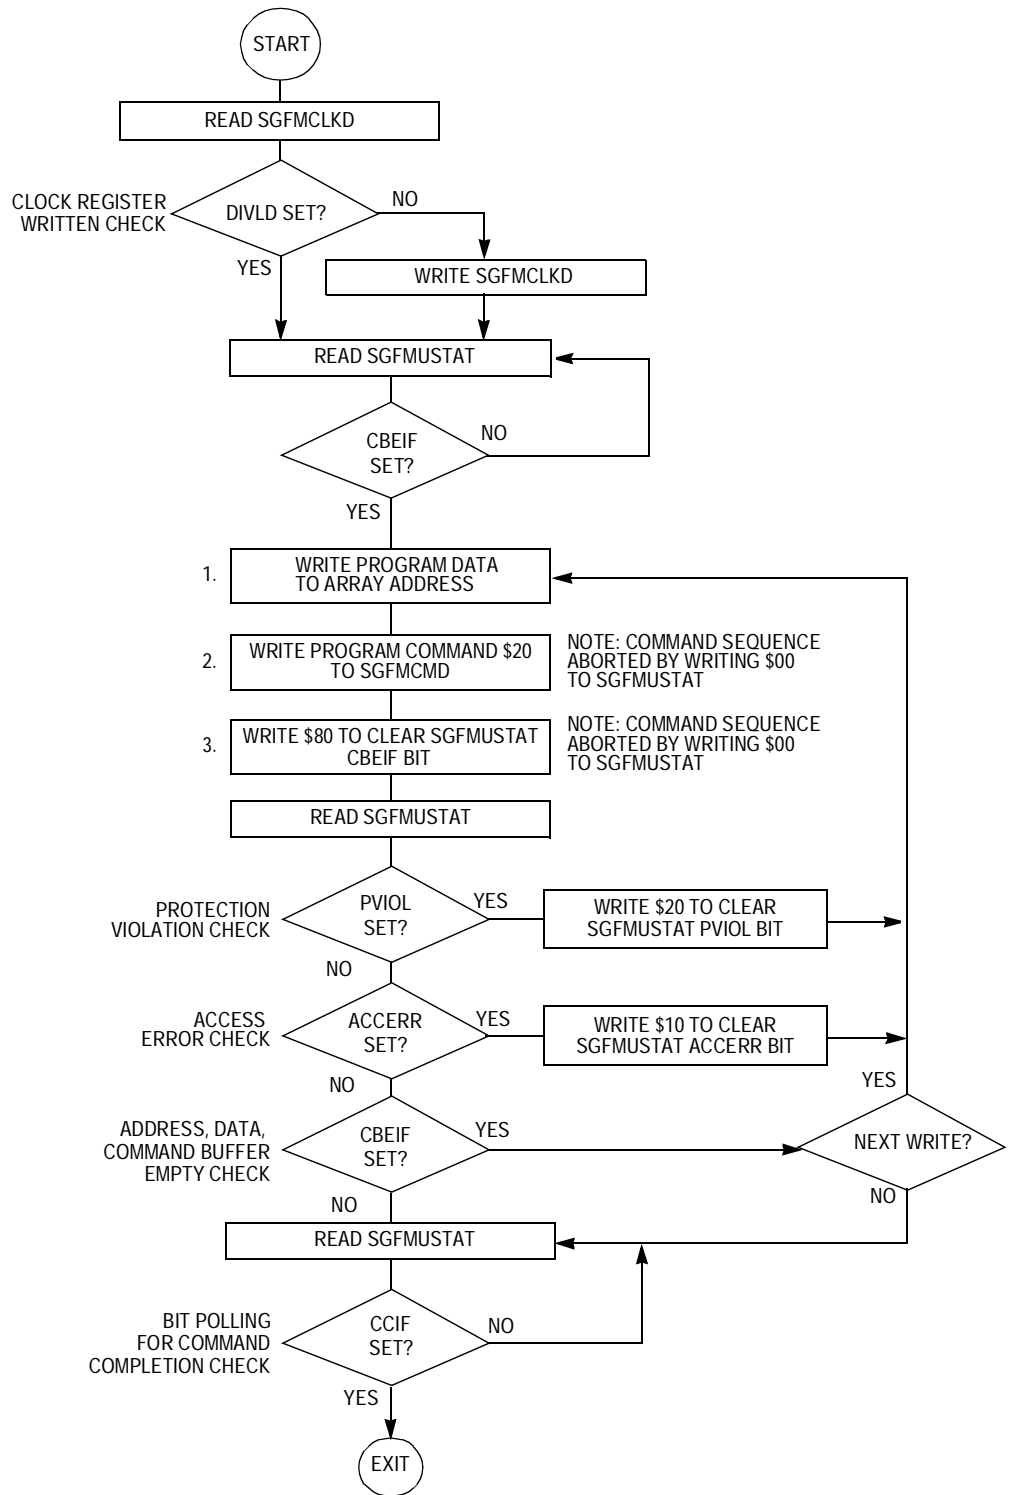 START
READ SGFMCLKD
CLOCK REGISTER
WRITTEN CHECK
DIVLD SET?
NO
YES
WRITE SGFMCLKD
READ SGFMUSTAT
CBEIF
SET?
NO
YES
1.
WRITE PROGRAM DATA
TO ARRAY ADDRESS
2.
WRITE PROGRAM COMMAND $20
TO SGFMCMD
NOTE: COMMAND SEQUENCE
ABORTED BY WRITING $00
TO SGFMUSTAT
3.
WRITE $80 TO CLEAR SGFMUSTAT
CBEIF BIT
NOTE: COMMAND SEQUENCE
ABORTED BY WRITING $00
TO SGFMUSTAT
READ SGFMUSTAT
PROTECTION
VIOLATION CHECK
PVIOL
SET?
YES
WRITE $20 TO CLEAR
SGFMUSTAT PVIOL BIT
NO
ACCESS
ERROR CHECK
ACCERR
SET?
YES
WRITE $10 TO CLEAR
SGFMUSTAT ACCERR BIT
NO
YES
ADDRESS, DATA,
COMMAND BUFFER
EMPTY CHECK
CBEIF
SET?
YES
NEXT WRITE?
NO
NO
READ SGFMUSTAT
BIT POLLING
FOR COMMAND
COMPLETION CHECK
CCIF
SET?
NO
YES
EXIT